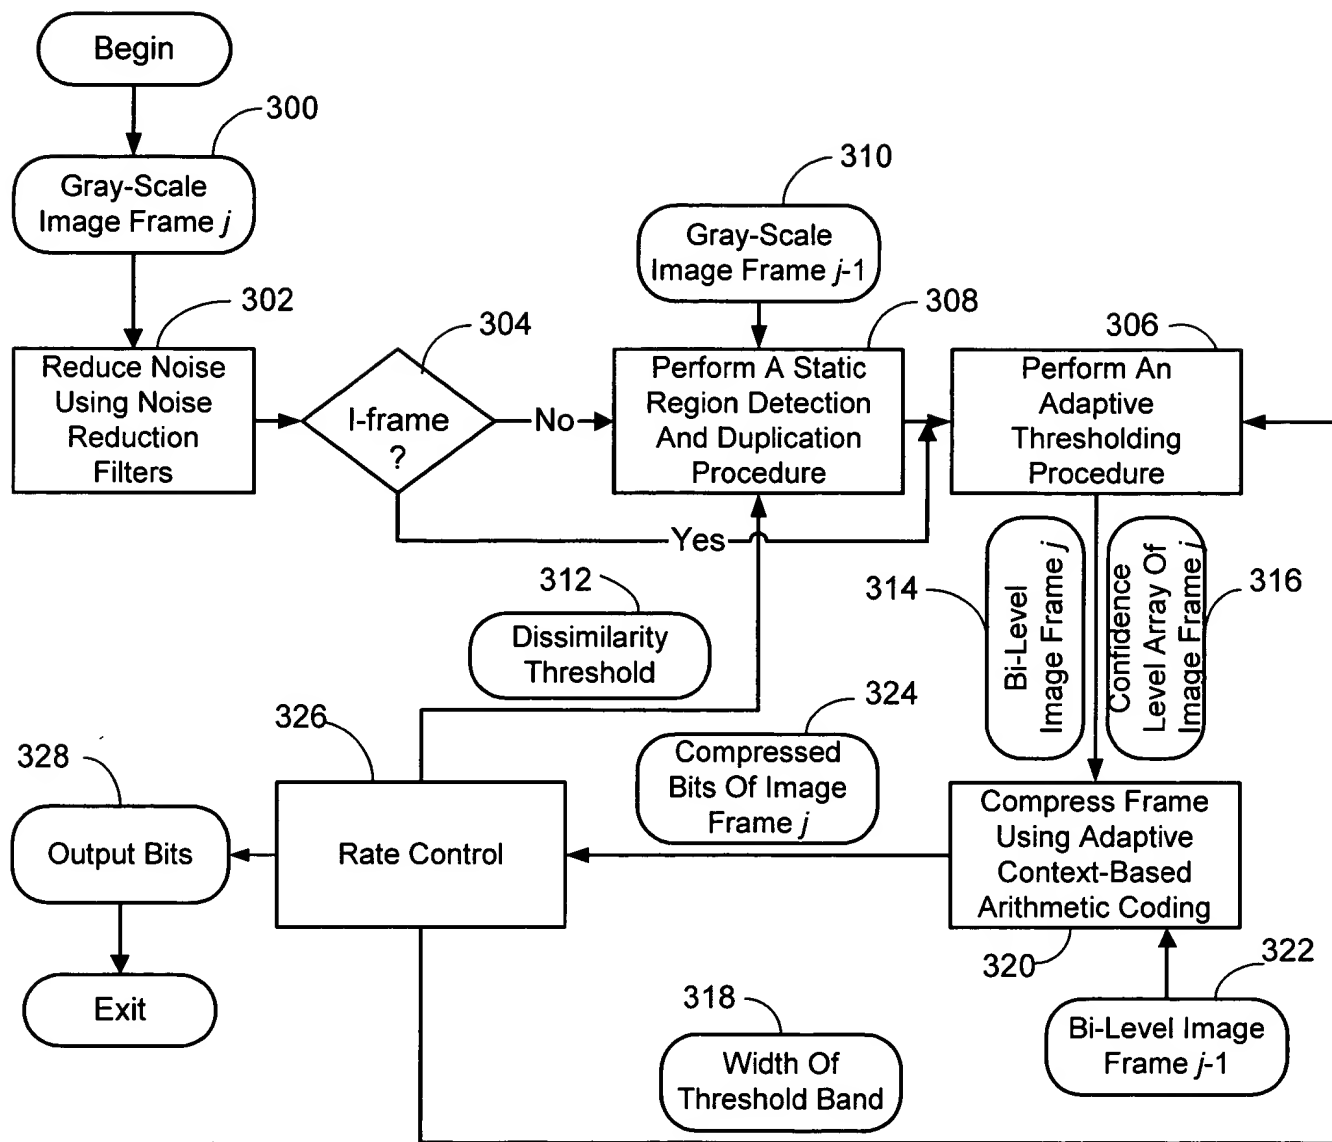 Begin
300
Gray-Scale
Image Frame j
302
Reduce Noise
Using Noise
Reduction
Filters
304
I-frame
?
No
Yes
310
Gray-Scale
Image Frame j-1
308
Perform A Static
Region Detection
And Duplication
Procedure
306
Perform An
Adaptive
Thresholding
Procedure
312
Dissimilarity
Threshold
314
Bi-Level
Image Frame j
Confidence
Level Array Of
Image Frame j
316
324
Compressed
Bits Of Image
Frame j
326
Rate Control
328
Output Bits
Exit
Compress Frame
Using Adaptive
Context-Based
Arithmetic Coding
320
322
Bi-Level Image
Frame j-1
318
Width Of
Threshold Band